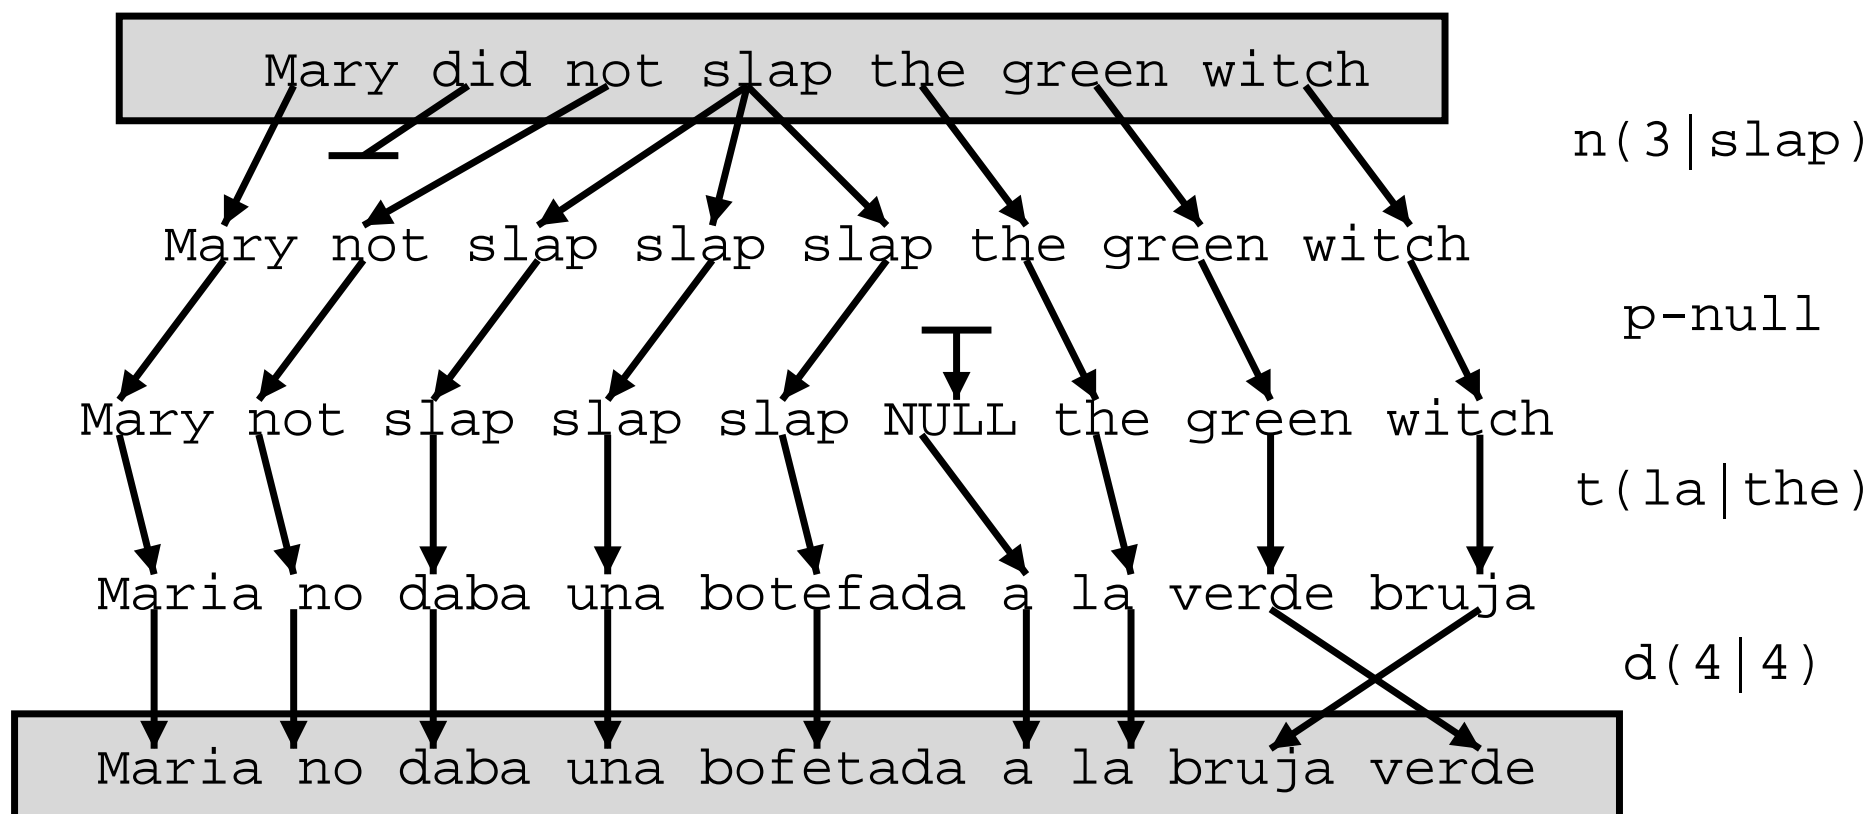 Mary did not slap the green witch
n(3|slap)
Mary not slap slap slap the green witch
p-null
Mary not slap slap slap NULL the green witch
t(la|the)
Maria no daba una botefada a la verde bruja
d(4|4)
Maria no daba una bofetada a la bruja verde